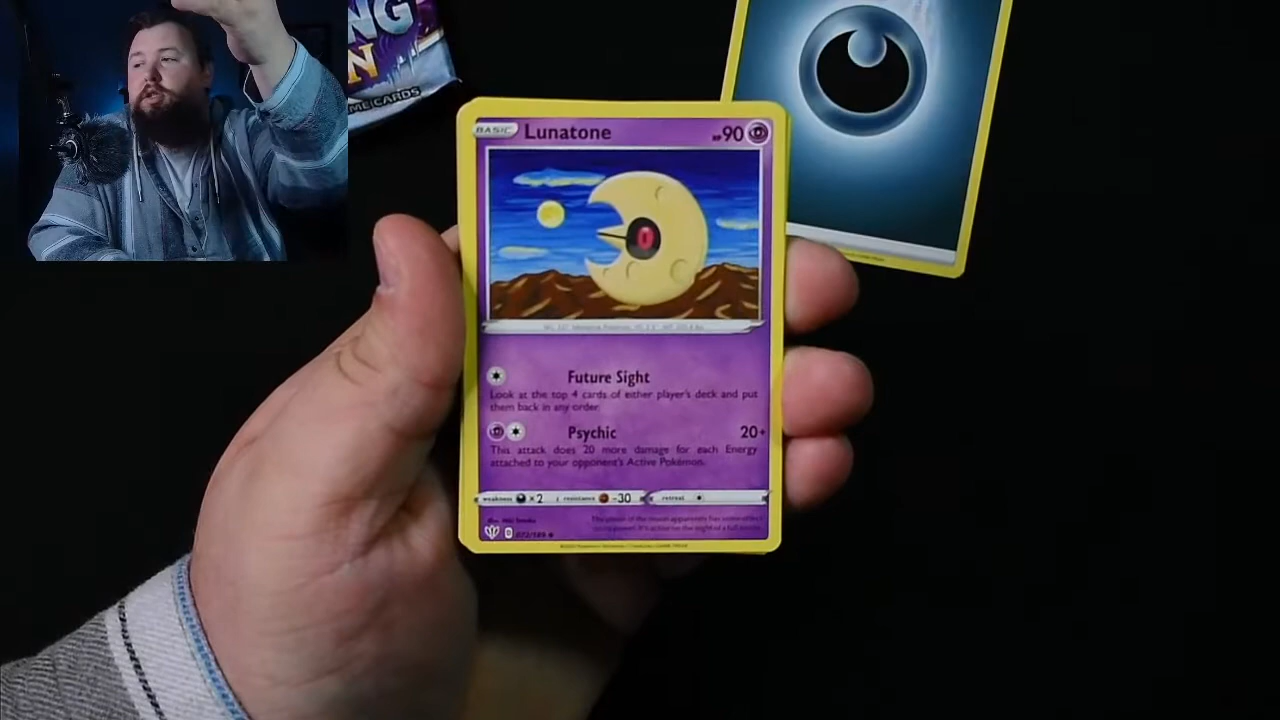 NG
N
ME CARDS
BASIC Lunatone HP90
Future Sight
Look at the top 4 cards of either player's deck and put
them back in any order.
Psychic 20+
This attack does 20 more damage for each Energy
attached to your opponent's Active Pokémon.
weakness ×2 resistance -30 retreat
072/189